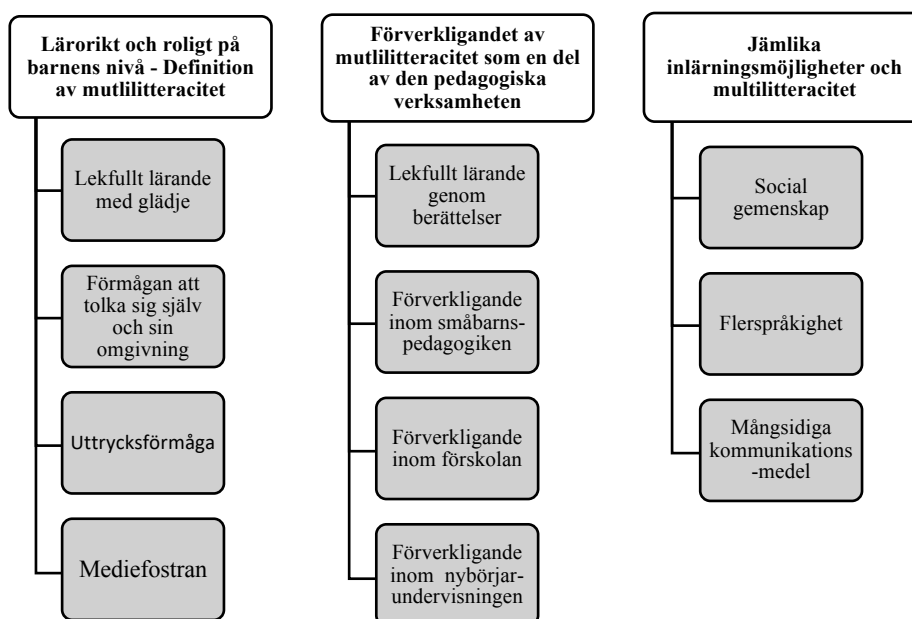 Lärorikt och roligt på
barnens nivå - Definition
av mutlilitteracitet
Lekfullt lärande
med glädje
Förmågan att
tolka sig själv
och sin
omgivning
Uttrycksförmåga
Mediefostran
Förverkligandet av
mutlilitteracitet som en del
av den pedagogiska
verksamheten
Lekfullt lärande
genom
berättelser
Förverkligande
inom småbarns-
pedagogiken
Förverkligande
inom förskolan
Förverkligande
inom nybörjar-
undervisningen
Jämlika
inlärningsmöjligheter och
multilitteracitet
Social
gemenskap
Flerspråkighet
Mångsidiga
kommunikations
-medel